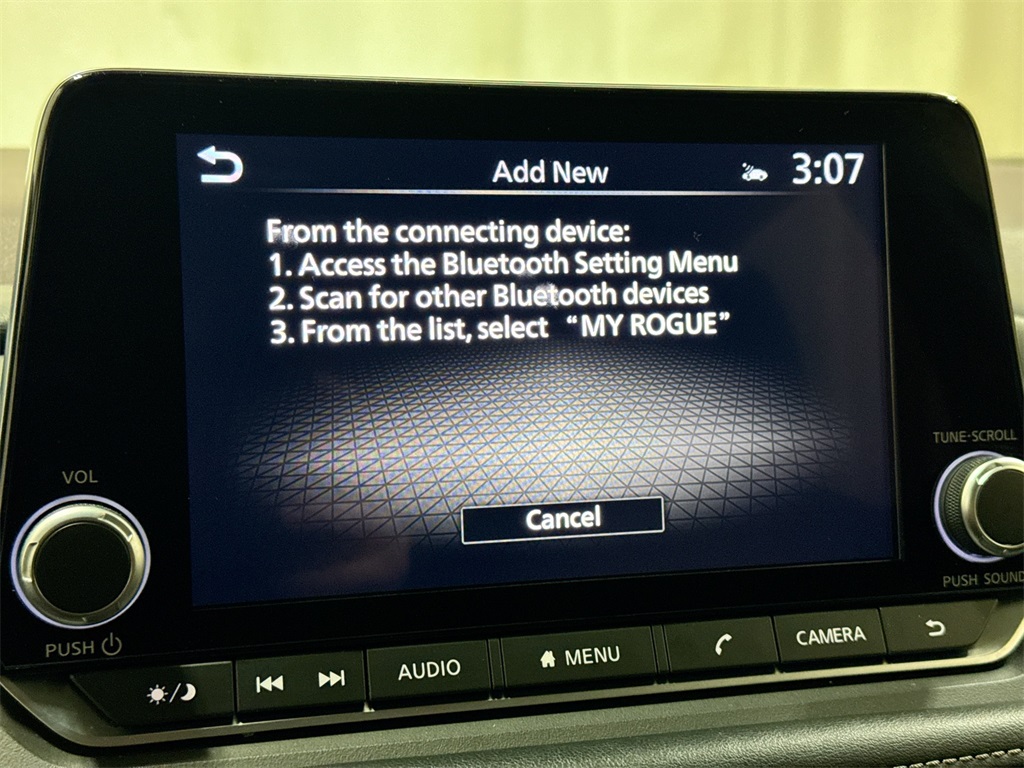 Add New
3:07
From the connecting device:
1. Access the Bluetooth Setting Menu
2. Scan for other Bluetooth devices
3. From the list, select “MY ROGUE”
Cancel
VOL
PUSH
TUNE·SCROLL
PUSH SOUND
AUDIO
MENU
CAMERA